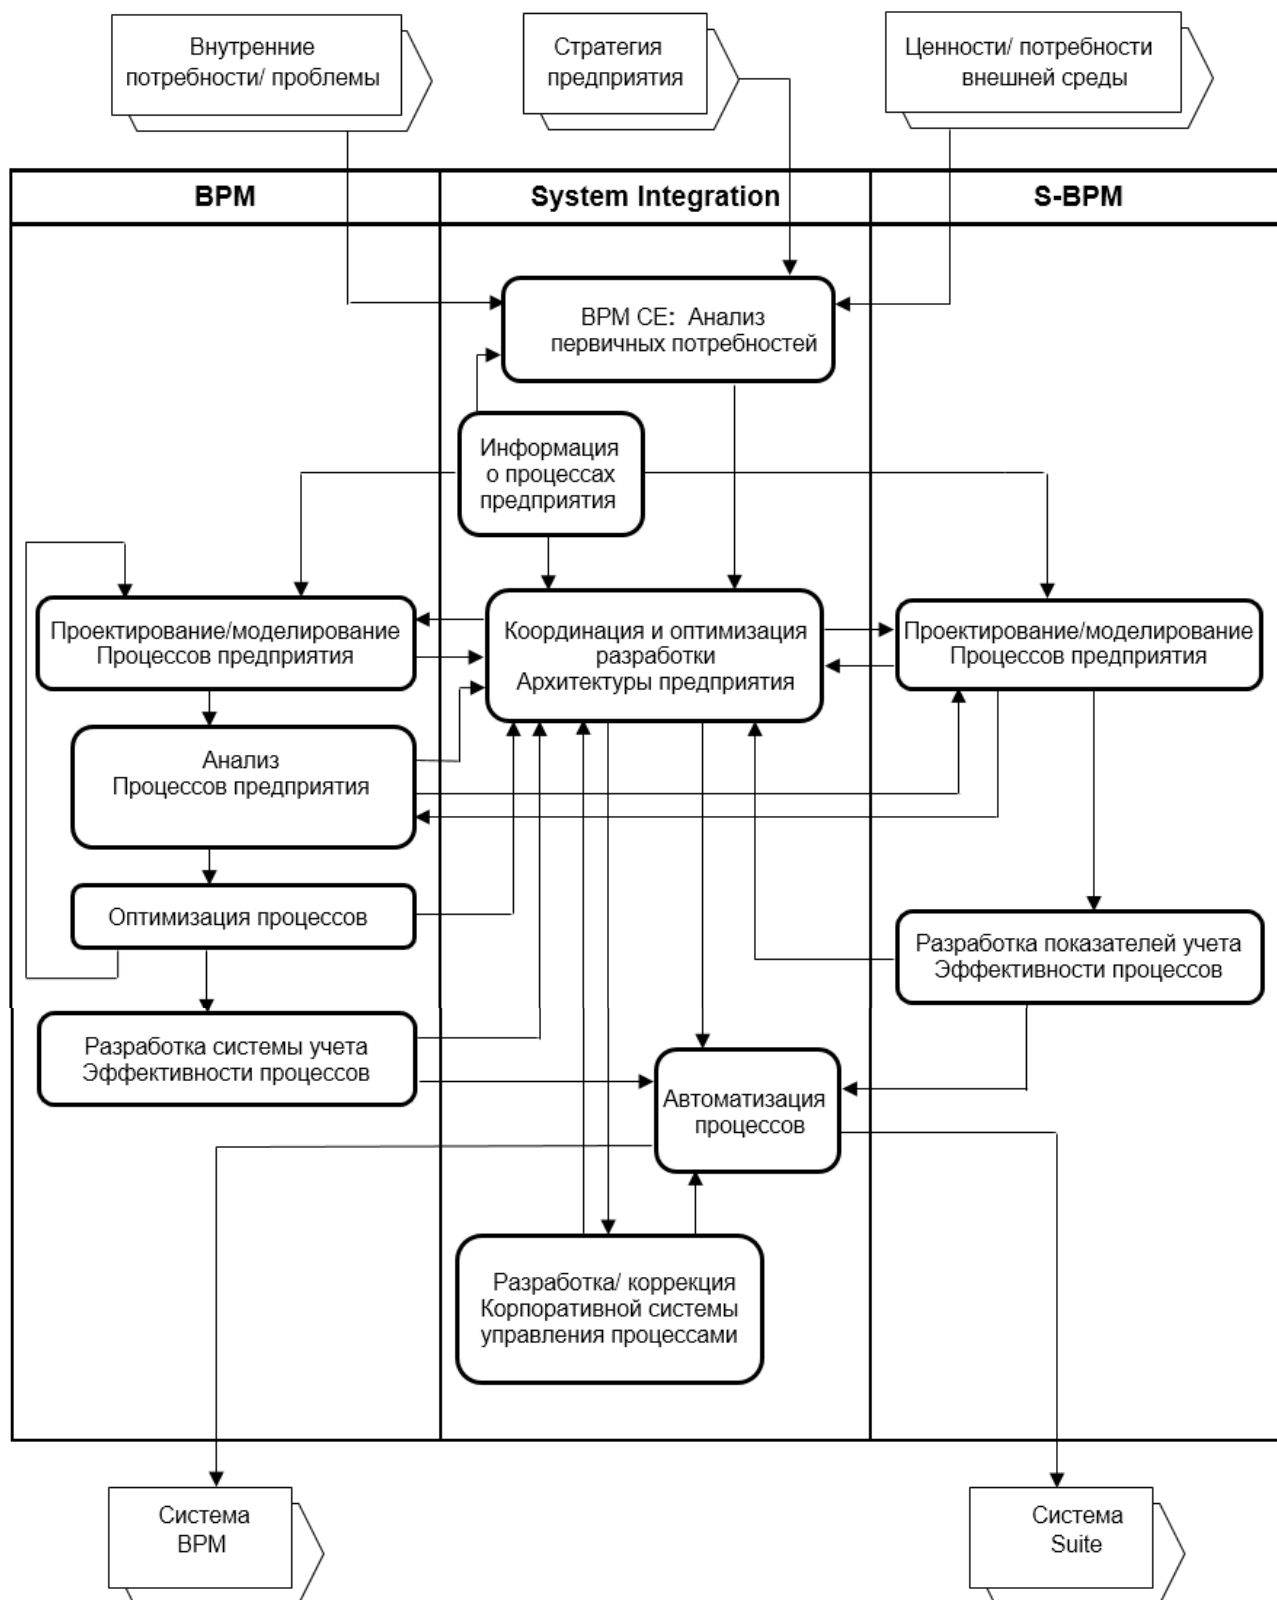 Внутренние
потребности/ проблемы
Стратегия
предприятия
Ценности/ потребности
внешней среды
BPM
System Integration
S-BPM
BPM CE: Анализ
первичных потребностей
Информация
о процессах
предприятия
Проектирование/моделирование
Процессов предприятия
Координация и оптимизация
разработки
Архитектуры предприятия
Проектирование/моделирование
Процессов предприятия
Анализ
Процессов предприятия
Оптимизация процессов
Разработка показателей учета
Эффективности процессов
Разработка системы учета
Эффективности процессов
Автоматизация
процессов
Разработка/ коррекция
Корпоративной системы
управления процессами
Система
BPM
Система
Suite